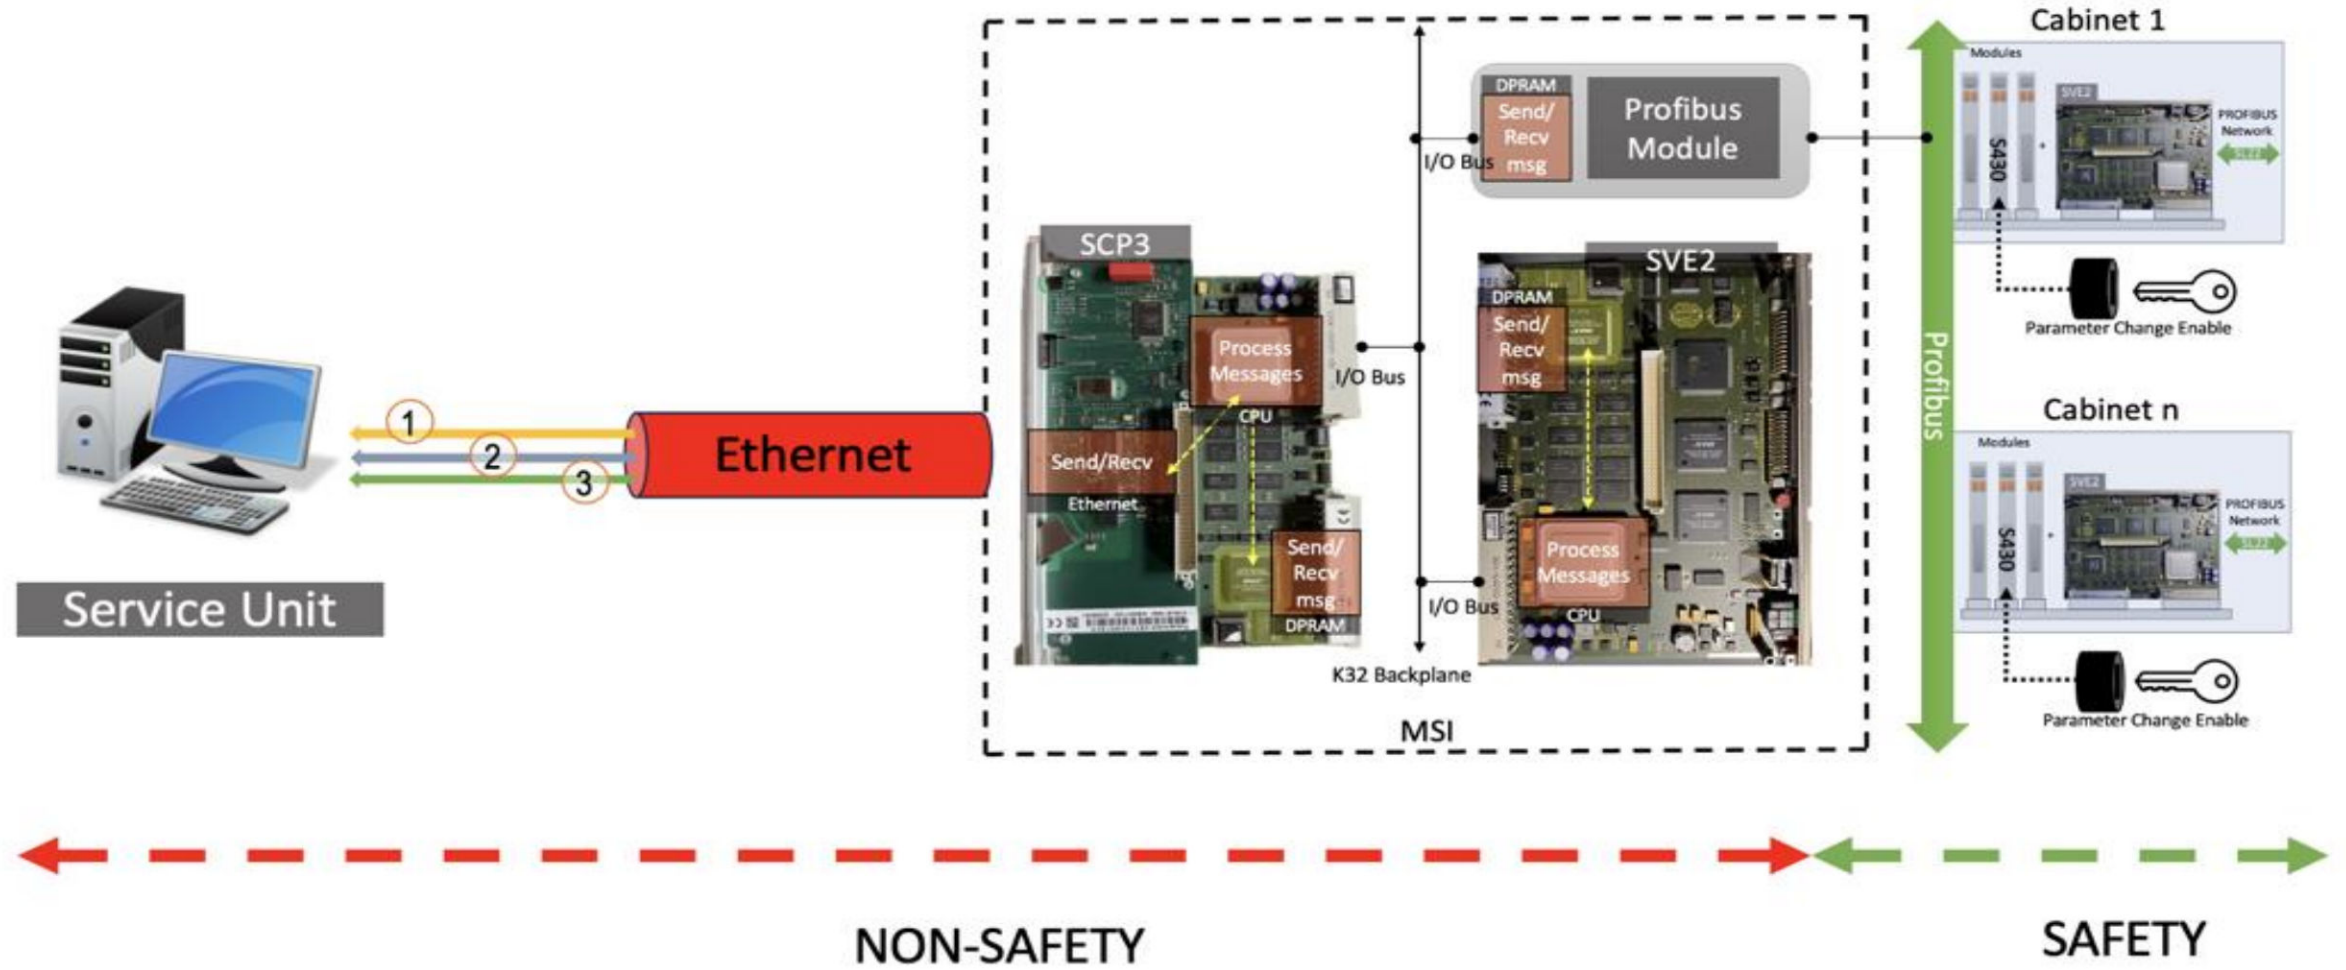 Cabinet 1
Modules
SVE2
S430
PROFIBUS
Network
SL22
Parameter Change Enable
DPRAM
Send/
Recv
msg
Profibus
Module
I/O Bus
SCP3
Process
Messages
CPU
Send/Recv
Ethernet
Send/
Recv
msg
DPRAM
I/O Bus
SVE2
DPRAM
Send/
Recv
msg
Process
Messages
CPU
I/O Bus
K32 Backplane
MSI
Profibus
Cabinet n
Modules
SVE2
S430
PROFIBUS
Network
SL22
Parameter Change Enable
1
2
3
Ethernet
Service Unit
NON-SAFETY
SAFETY